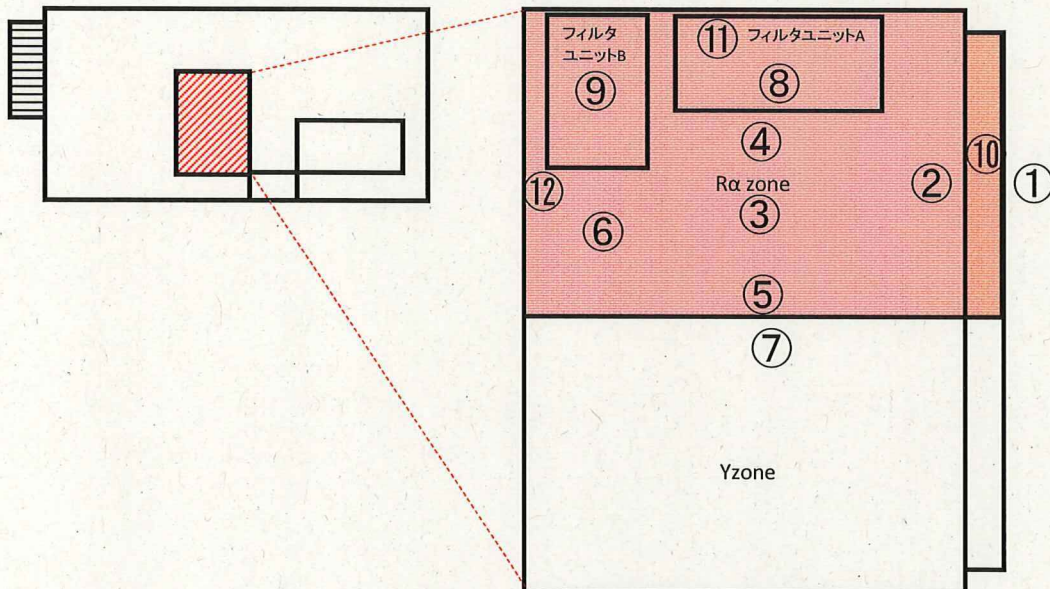 フィルタ
ユニットB
⑨
⑪
フィルタユニットA
⑧
④
⑩
⑫
Rα zone
②
①
③
⑥
⑤
⑦
Yzone